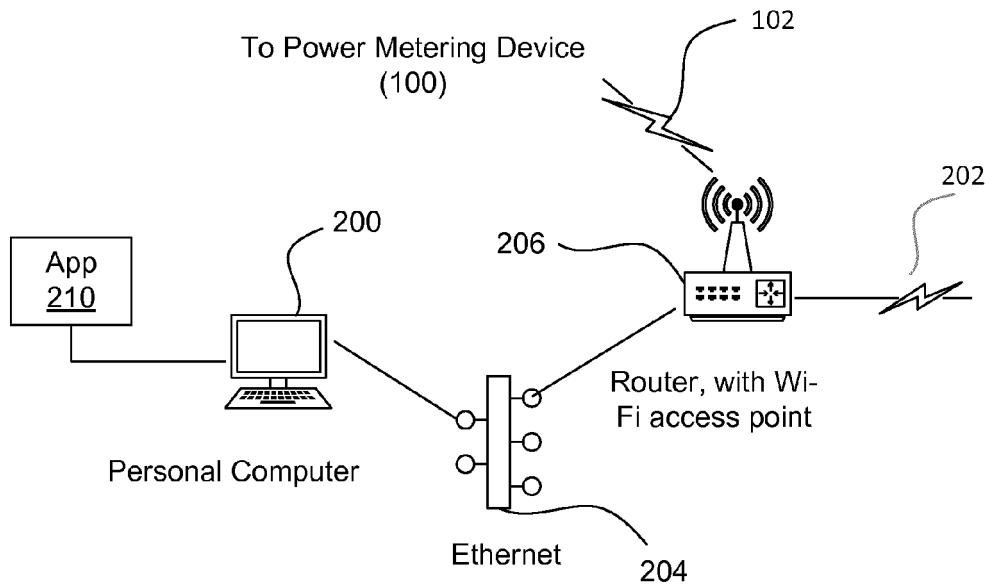 102
To Power Metering Device
(100)
202
200
206
App
210
Router, with Wi-
Fi access point
Personal Computer
Ethernet
204